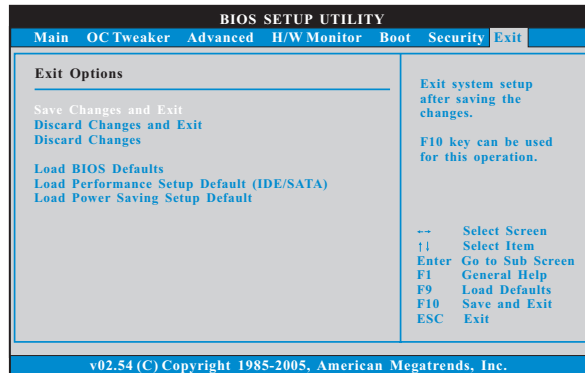 BIOS SETUP UTILITY
Main OC Tweaker Advanced H/W Monitor Boot Security Exit
Exit Options
Save Changes and Exit
Discard Changes and Exit
Discard Changes
Load BIOS Defaults
Load Performance Setup Default (IDE/SATA)
Load Power Saving Setup Default
Exit system setup
after saving the
changes.
F10 key can be used
for this operation.
←→ Select Screen
↑↓ Select Item
Enter Go to Sub Screen
F1 General Help
F9 Load Defaults
F10 Save and Exit
ESC Exit
v02.54 (C) Copyright 1985-2005, American Megatrends, Inc.